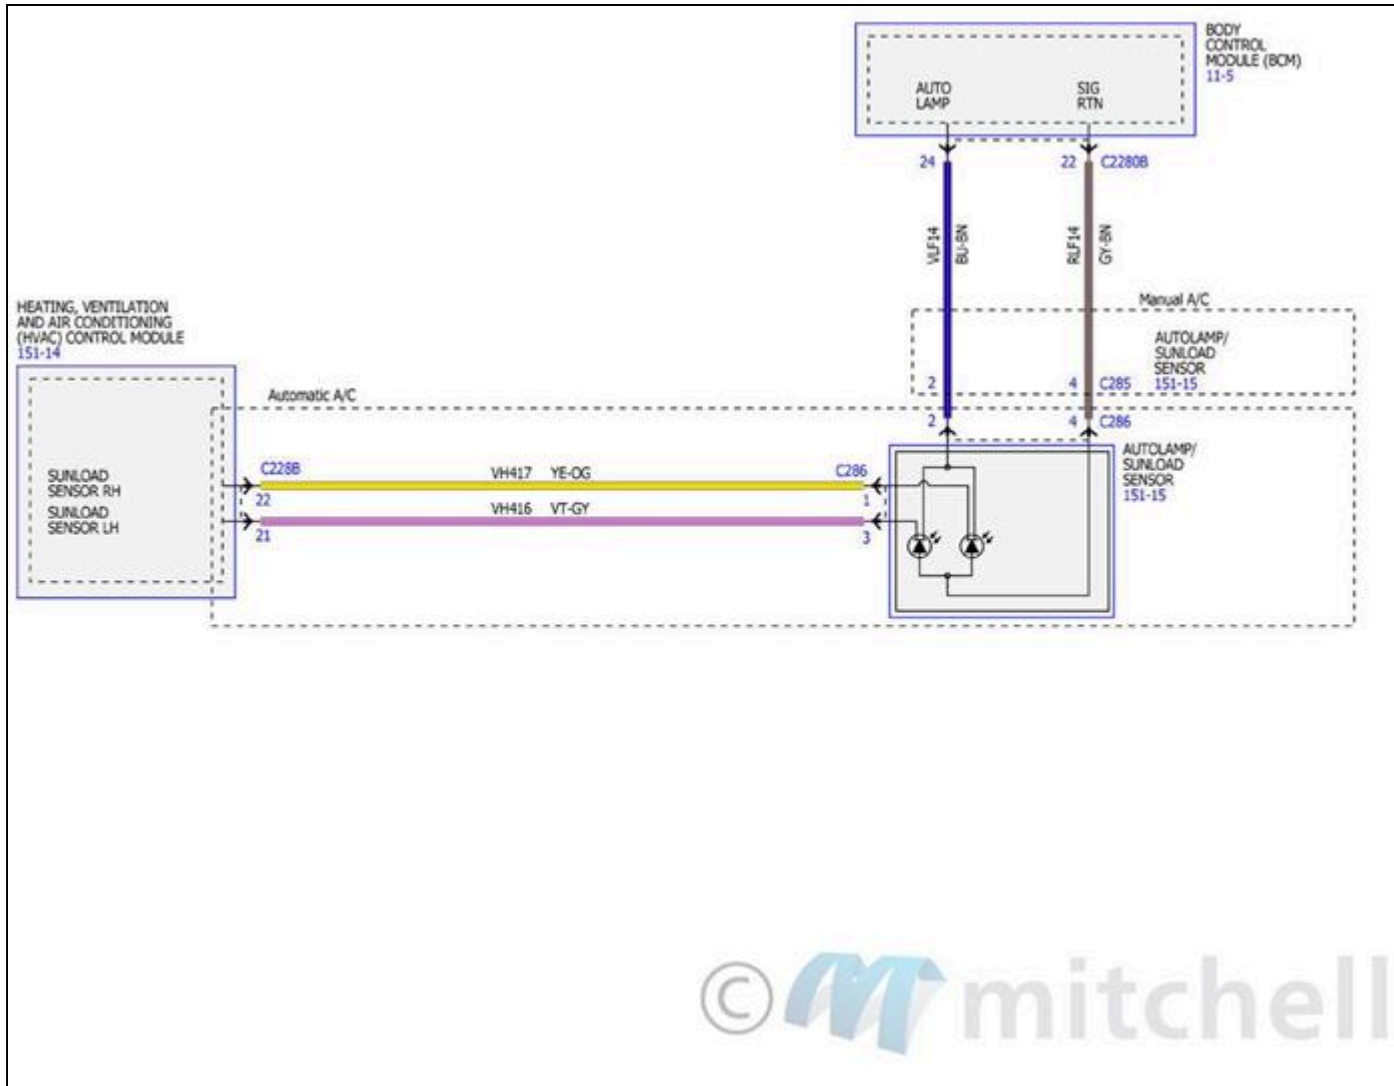 BODY
CONTROL
MODULE (BCM)
11-5
AUTO
LAMP
SIG
RTN
24
22
C2280B
VLF14
BU-BN
RLF14
GY-BN
Manual A/C
AUTOLAMP/
SUNLOAD
SENSOR
151-15
2
4
C285
HEATING, VENTILATION
AND AIR CONDITIONING
(HVAC) CONTROL MODULE
151-14
Automatic A/C
2
4
C286
AUTOLAMP/
SUNLOAD
SENSOR
151-15
SUNLOAD
SENSOR RH
SUNLOAD
SENSOR LH
C228B
22
VH417 YE-OG
C286
1
21
VH416 VT-GY
3
© mitchell